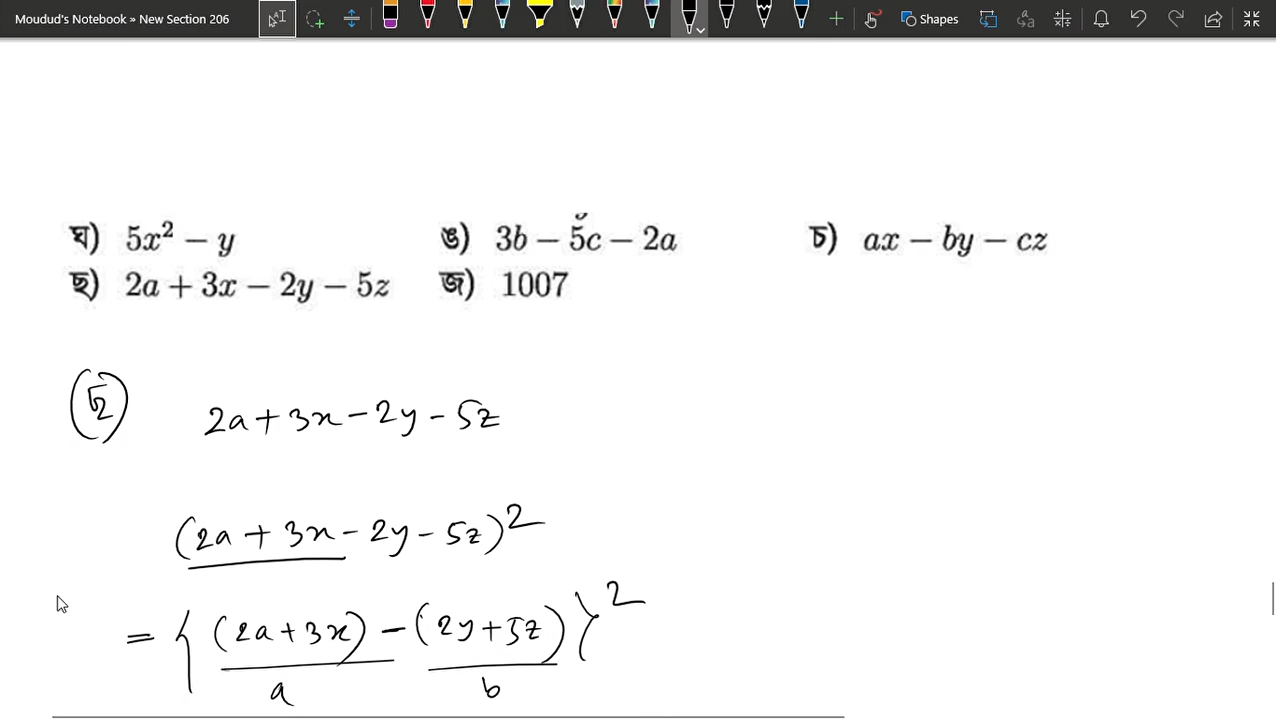 Moudud's Notebook » New Section 206
Shapes
ঘ) 5x² − y ঙ) 3b − 5c − 2a চ) ax − by − cz
ছ) 2a + 3x − 2y − 5z জ) 1007
2a + 3x − 2y − 5z
(2a + 3x − 2y − 5z)²
= {(2a + 3x) − (2y + 5z)}²
a b